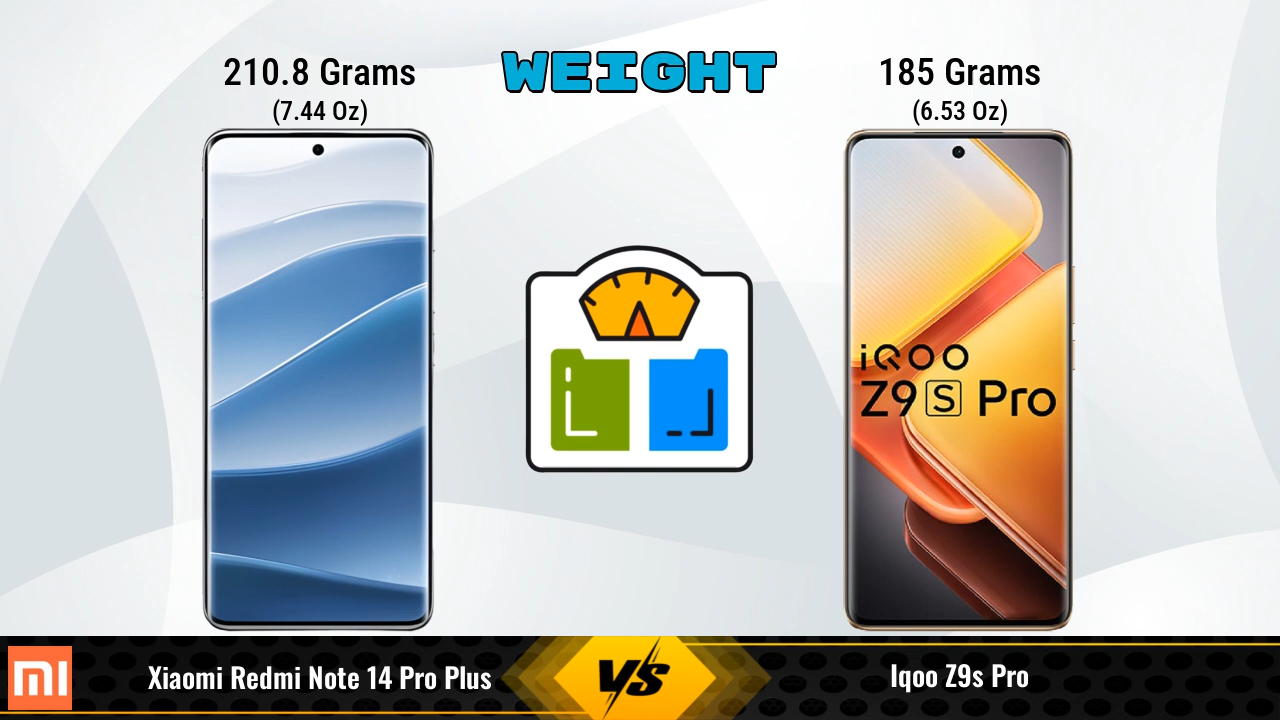 WEIGHT
210.8 Grams
(7.44 Oz)
185 Grams
(6.53 Oz)
iQOO
Z9 S Pro
MI
Xiaomi Redmi Note 14 Pro Plus
VS
Iqoo Z9s Pro